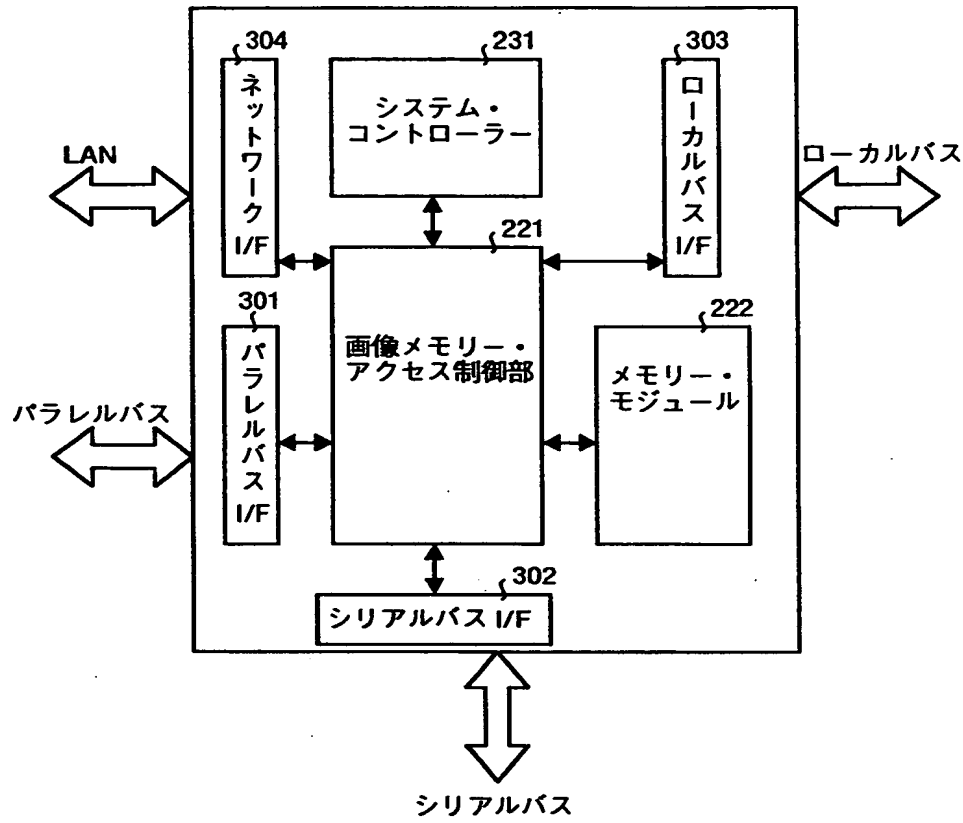 304
ネットワーク I/F
231
システム・
コントローラー
303
ローカルバス I/F
LAN
ローカルバス
221
画像メモリー・
アクセス制御部
301
パラレルバス I/F
222
メモリー・
モジュール
パラレルバス
302
シリアルバス I/F
シリアルバス